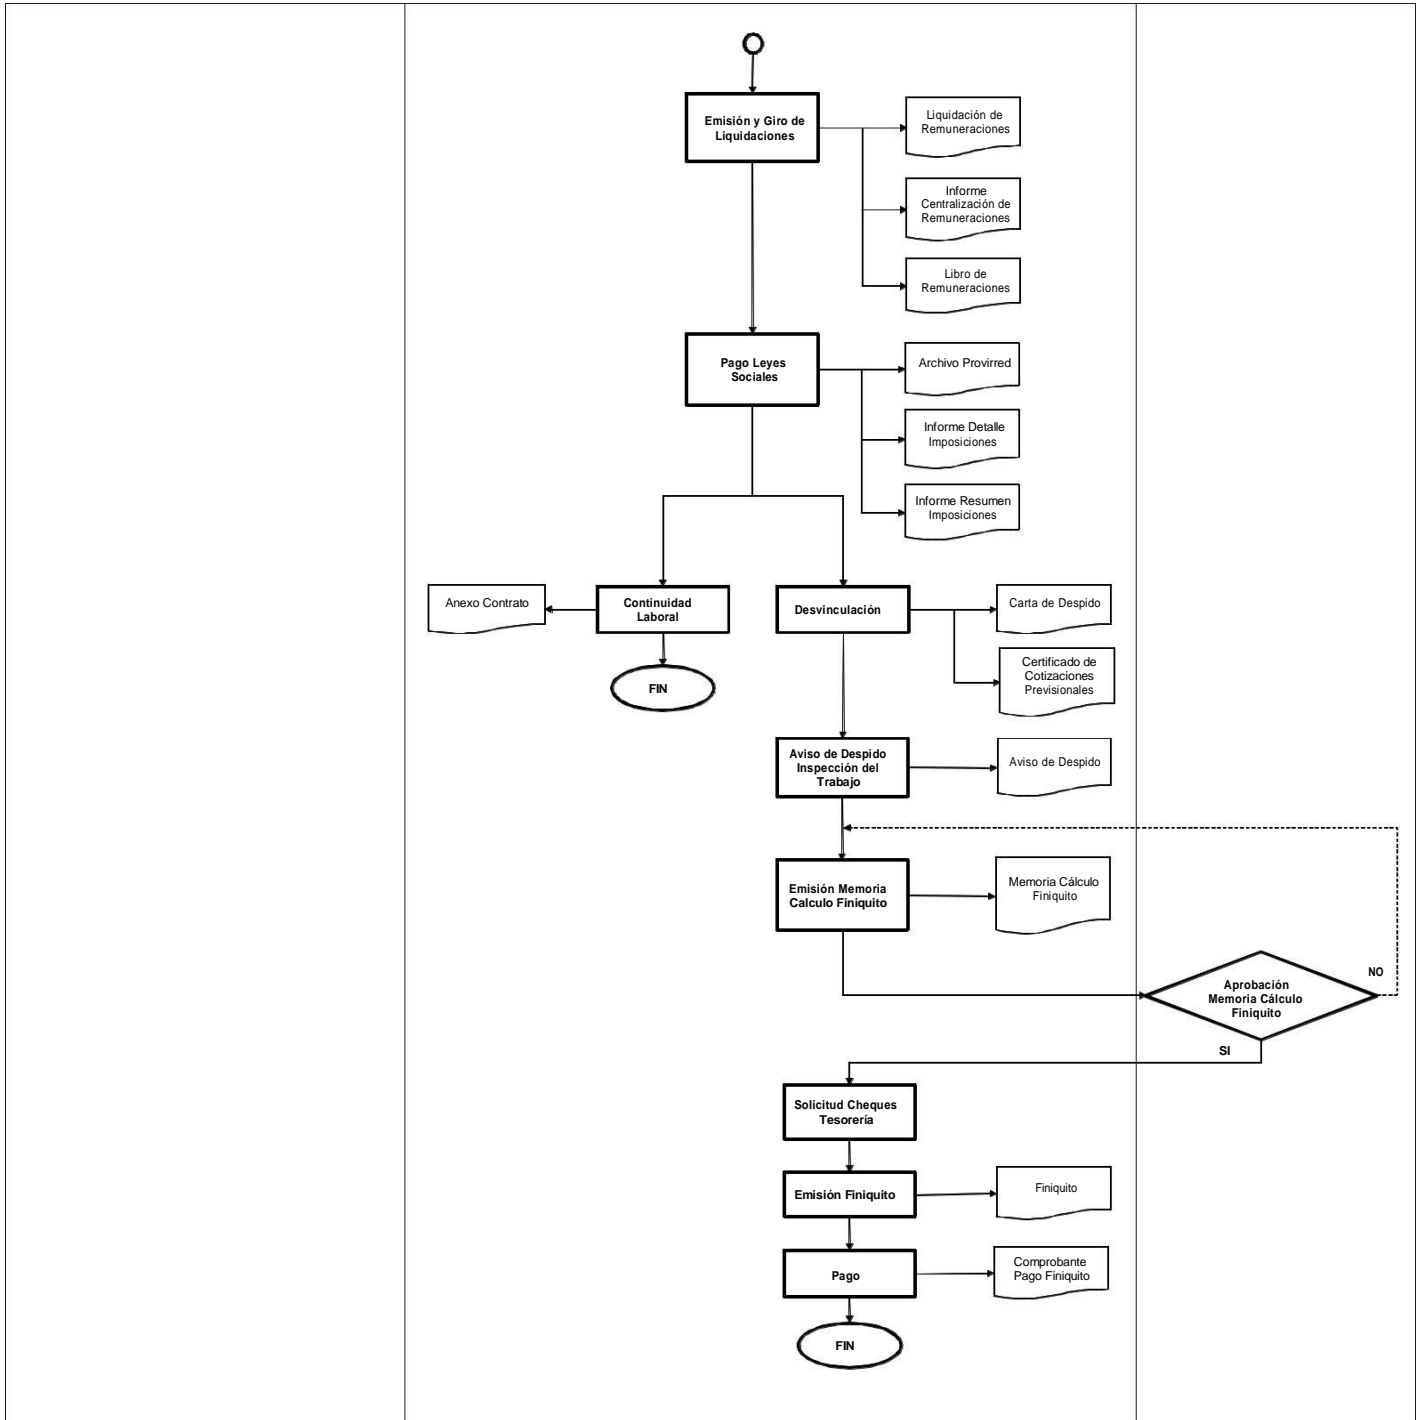 Emisión y Giro de
Liquidaciones
Liquidación de
Remuneraciones
Informe
Centralización de
Remuneraciones
Libro de
Remuneraciones
Pago Leyes
Sociales
Archivo Provirred
Informe Detalle
Imposiciones
Informe Resumen
Imposiciones
Anexo Contrato
Continuidad
Laboral
Desvinculación
Carta de Despido
Certificado de
Cotizaciones
Previsionales
FIN
Aviso de Despido
Inspección del
Trabajo
Aviso de Despido
Emisión Memoria
Calculo Finiquito
Memoria Cálculo
Finiquito
Aprobación
Memoria Cálculo
Finiquito
NO
SI
Solicitud Cheques
Tesorería
Emisión Finiquito
Finiquito
Pago
Comprobante
Pago Finiquito
FIN